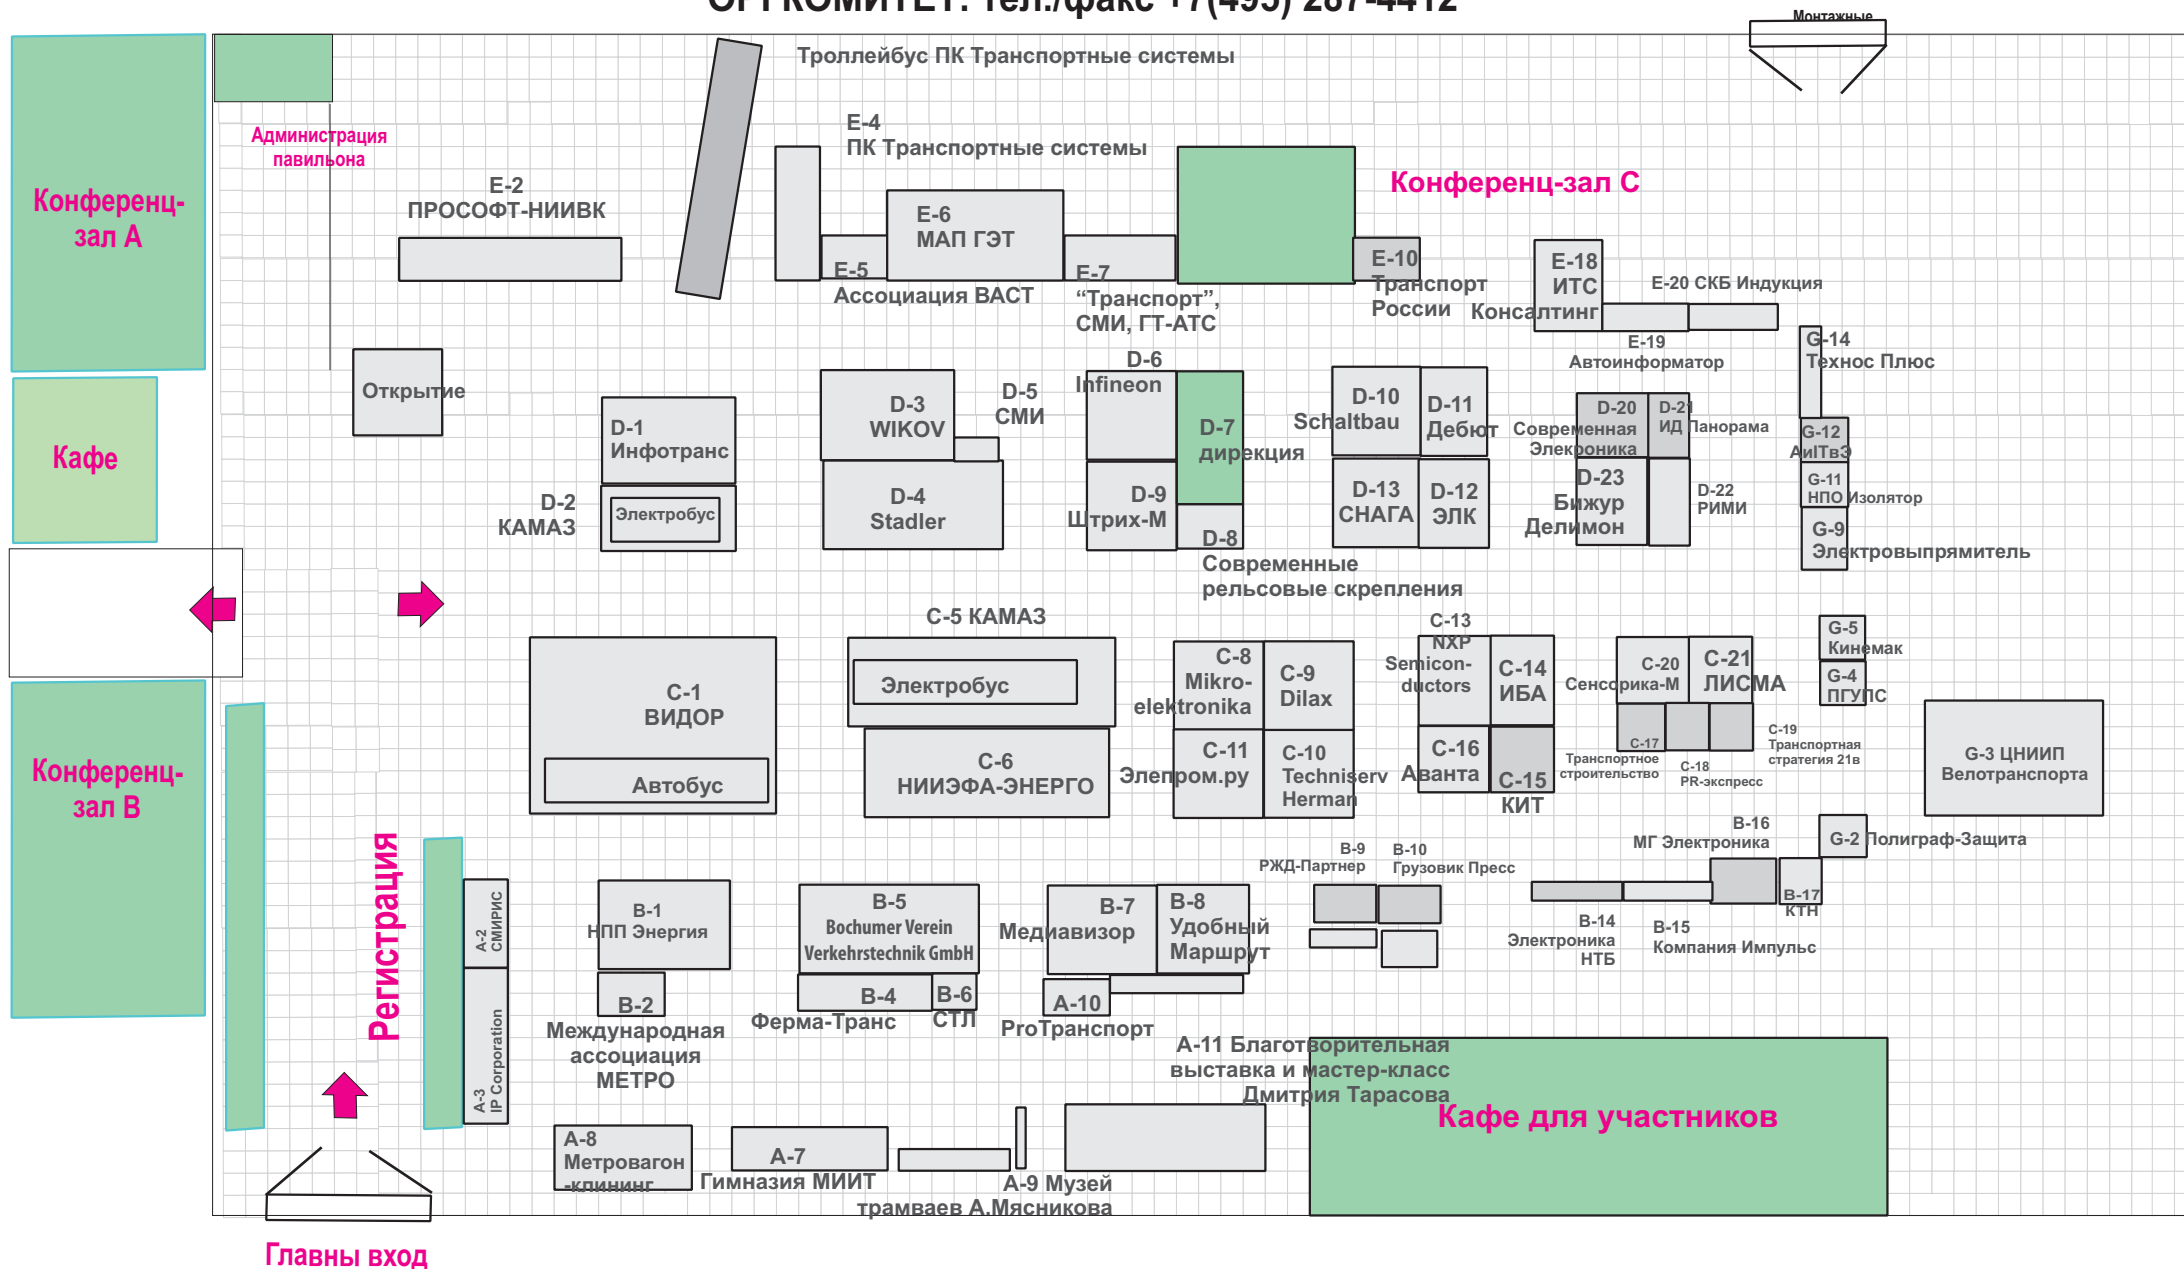 ОРГКОМИТЕТ: тел./факс +7(495) 287-4412
Монтажные
Троллейбус ПК Транспортные системы
Администрация
павильона
Конференц-
зал А
E-2
ПРОСОФТ-НИИВК
E-4
ПК Транспортные системы
E-6
МАП ГЭТ
E-5
Ассоциация ВАСТ
E-7
“Транспорт”,
СМИ, ГТ-АТС
Конференц-зал С
E-10
Транспорт
России
E-18
ИТС
Консалтинг
E-20 СКБ Индукция
E-19
Автоинформатор
G-14
Технос Плюс
Открытие
Кафе
D-1
Инфотранс
D-2
КАМАЗ
Электробус
D-3
WIKOV
D-5
СМИ
D-4
Stadler
D-6
Infineon
D-7
дирекция
D-9
Штрих-М
D-8
Современные
рельсовые скрепления
D-10
Schaltbau
D-11
Дебют
D-13
СНАГА
D-12
ЭЛК
D-20
Современная
Элекроника
D-21
ИД Панорама
D-23
Бижур
Делимон
D-22
РИМИ
G-12
АиIТвЭ
G-11
НПО Изолятор
G-9
Электровыпрямитель
C-5 КАМАЗ
Электробус
C-1
ВИДОР
Автобус
C-6
НИИЭФА-ЭНЕРГО
C-8
Mikro-
elektronika
C-9
Dilax
C-11
Элепром.ру
C-10
Techniserv
Herman
C-13
NXP
Semicon-
ductors
C-14
ИБА
C-16
Аванта
C-15
КИТ
C-20
Сенсорика-М
C-21
ЛИСМА
C-17
Транспортное
строительство
C-18
PR-экспресс
C-19
Транспортная
стратегия 21в
G-5
Кинемак
G-4
ПГУПС
G-3 ЦНИИП
Велотранспорта
G-2 Полиграф-Защита
Конференц-
зал В
Регистрация
A-2
СМИРИС
A-3
IP Corporation
B-1
НПП Энергия
B-2
Международная
ассоциация
МЕТРО
B-5
Bochumer Verein
Verkehrstechnik GmbH
B-4
Ферма-Транс
B-6
СТЛ
B-7
Медиавизор
B-8
Удобный
Маршрут
A-10
ProТранспорт
B-9
РЖД-Партнер
B-10
Грузовик Пресс
B-16
МГ Электроника
B-17
КТН
B-14
Электроника
НТБ
B-15
Компания Импульс
A-11 Благотворительная
выставка и мастер-класс
Дмитрия Тарасова
Кафе для участников
A-8
Метровагон
-клининг
A-7
Гимназия МИИТ
A-9 Музей
трамваев А.Мясникова
Главны вход